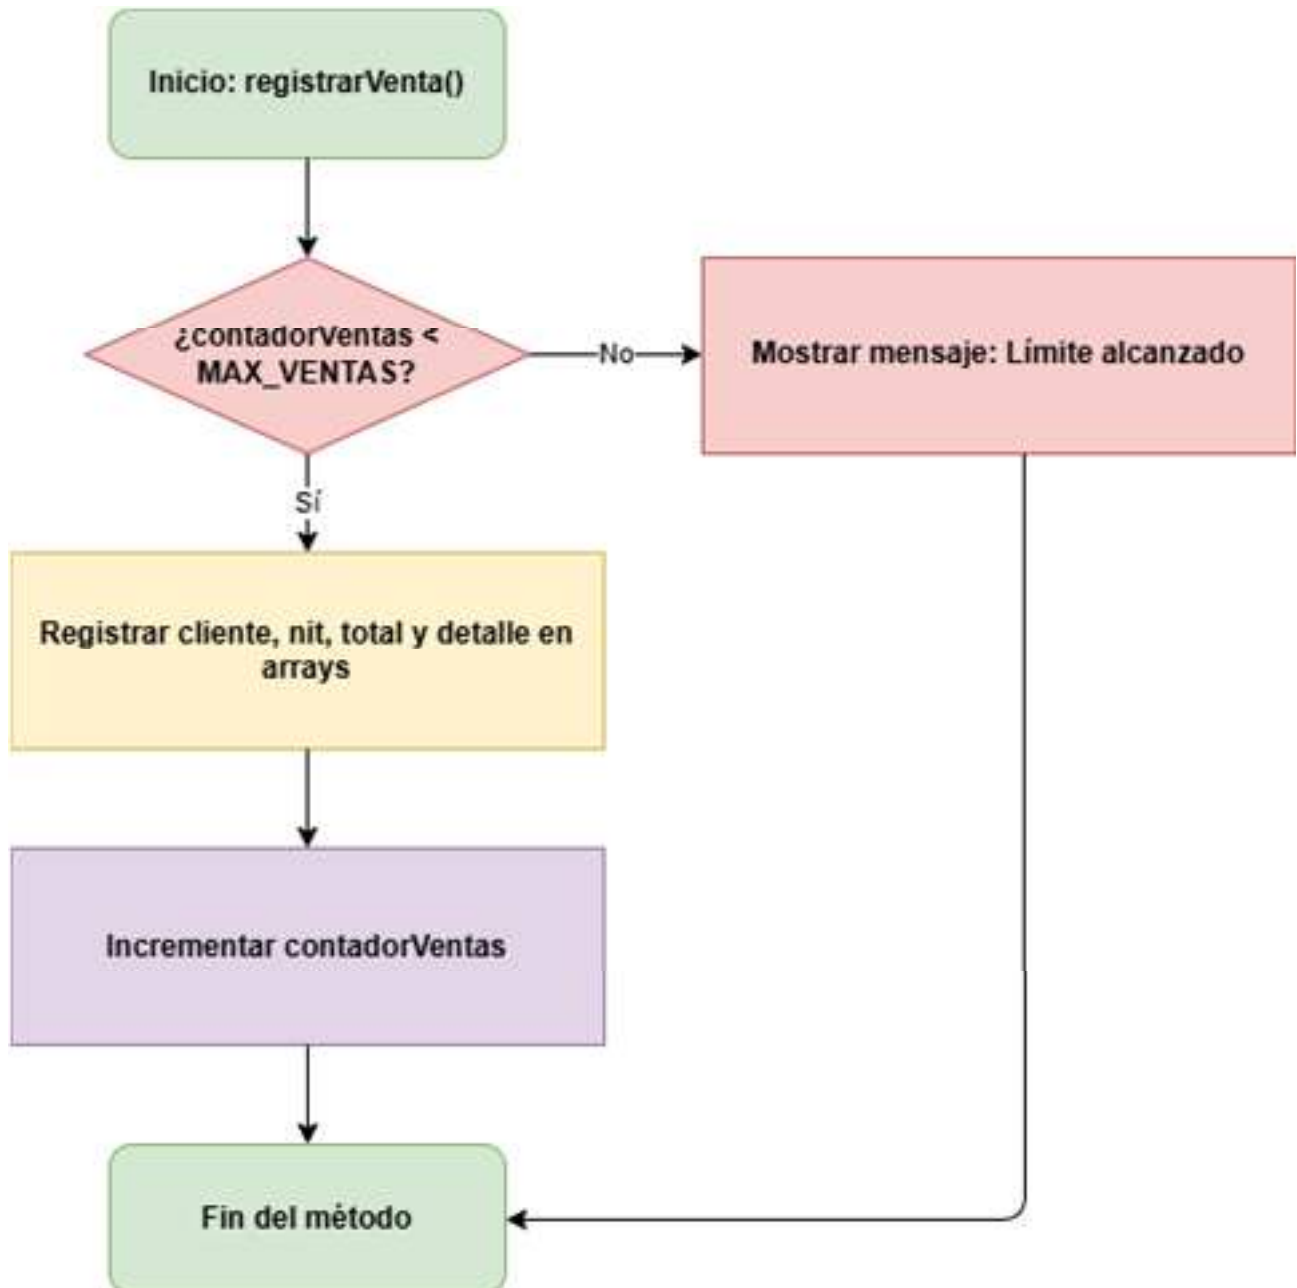 Inicio: registrarVenta()
¿contadorVentas <
MAX_VENTAS?
No
Mostrar mensaje: Límite alcanzado
Sí
Registrar cliente, nit, total y detalle en
arrays
Incrementar contadorVentas
Fin del método